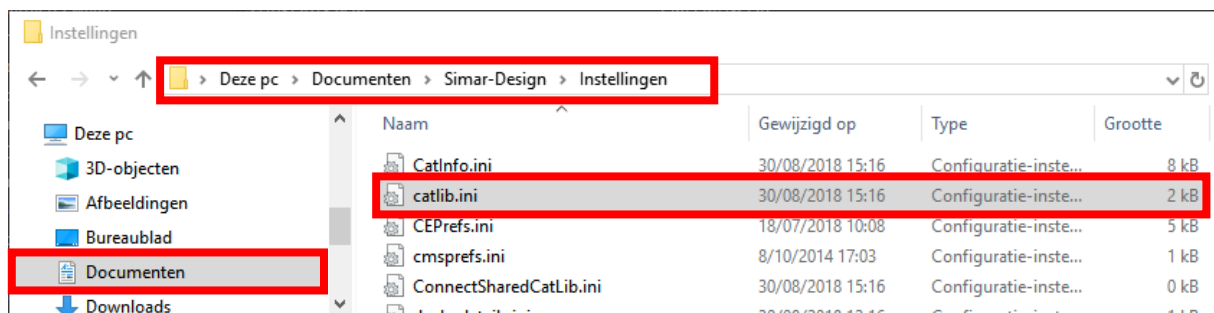 Instellingen
Deze pc > Documenten > Simar-Design > Instellingen
Naam Gewijzigd op Type Grootte
Deze pc
3D-objecten
Afbeeldingen
Bureaublad
Documenten
Downloads
CatInfo.ini 30/08/2018 15:16 Configuratie-inste... 8 kB
catlib.ini 30/08/2018 15:16 Configuratie-inste... 2 kB
CEPrefs.ini 18/07/2018 10:08 Configuratie-inste... 5 kB
cmsprefs.ini 8/10/2014 17:03 Configuratie-inste... 1 kB
ConnectSharedCatLib.ini 30/08/2018 15:16 Configuratie-inste... 0 kB